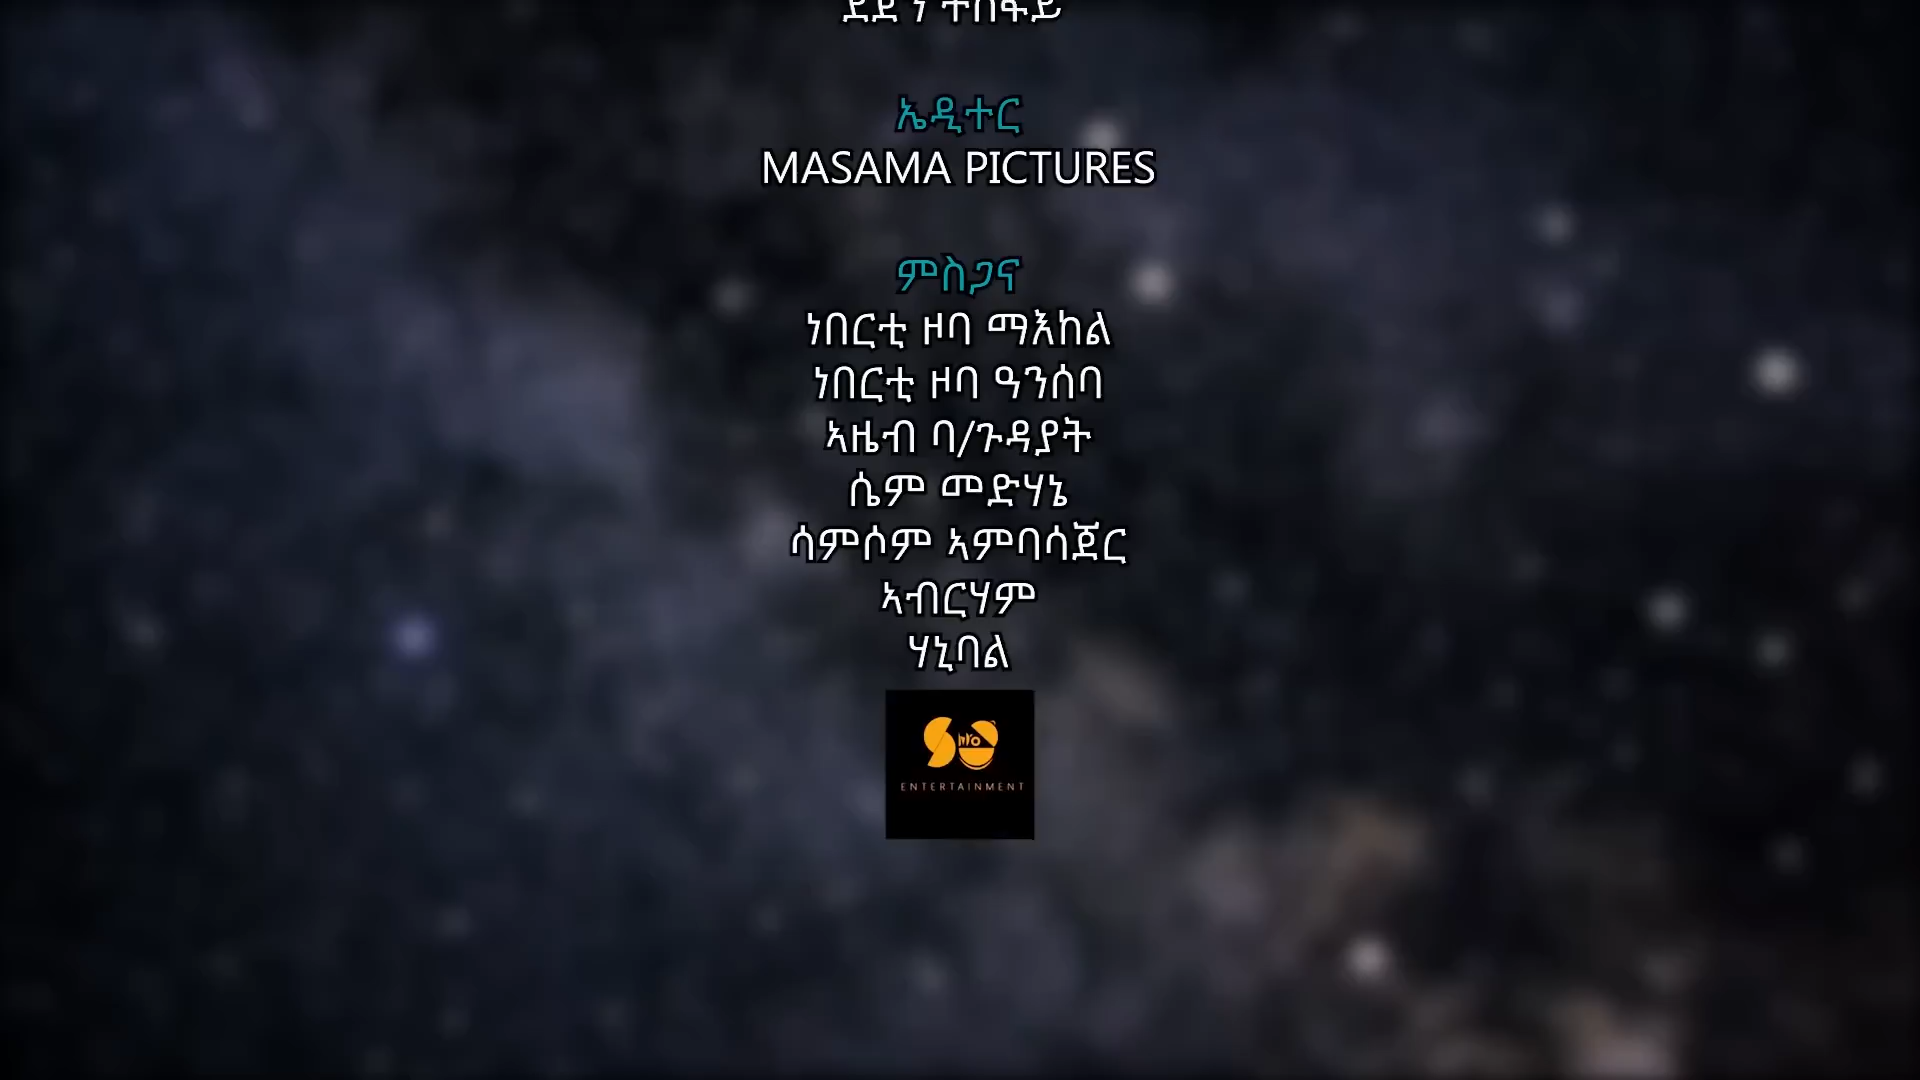 ኤዲተር
MASAMA PICTURES
ምስጋና
ነበርቲ ዞባ ማእከል
ነበርቲ ዞባ ዓንሰባ
ኣዜብ ባ/ጉዳያት
ሴም መድሃኔ
ሳምሶም ኣምባሳጀር
ኣብርሃም
ሃኒባል
ENTERTAINMENT